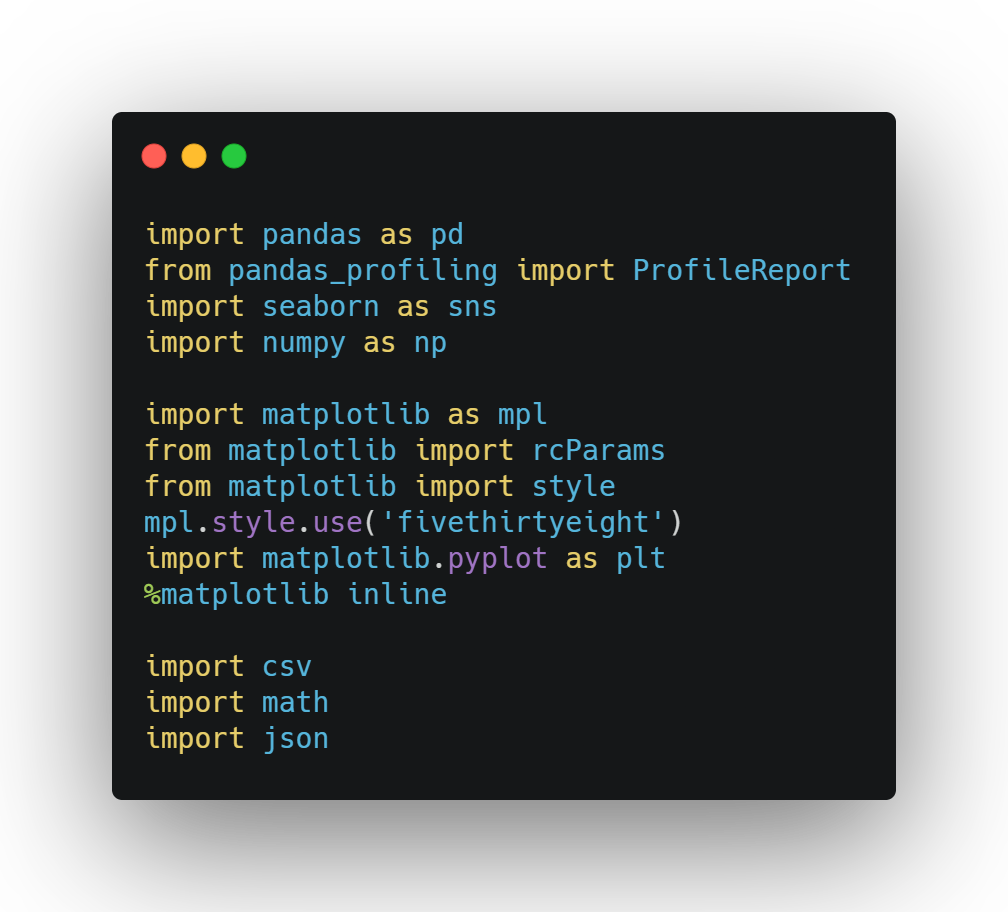 import pandas as pd
from pandas_profiling import ProfileReport
import seaborn as sns
import numpy as np

import matplotlib as mpl
from matplotlib import rcParams
from matplotlib import style
mpl.style.use('fivethirtyeight')
import matplotlib.pyplot as plt
%matplotlib inline

import csv
import math
import json